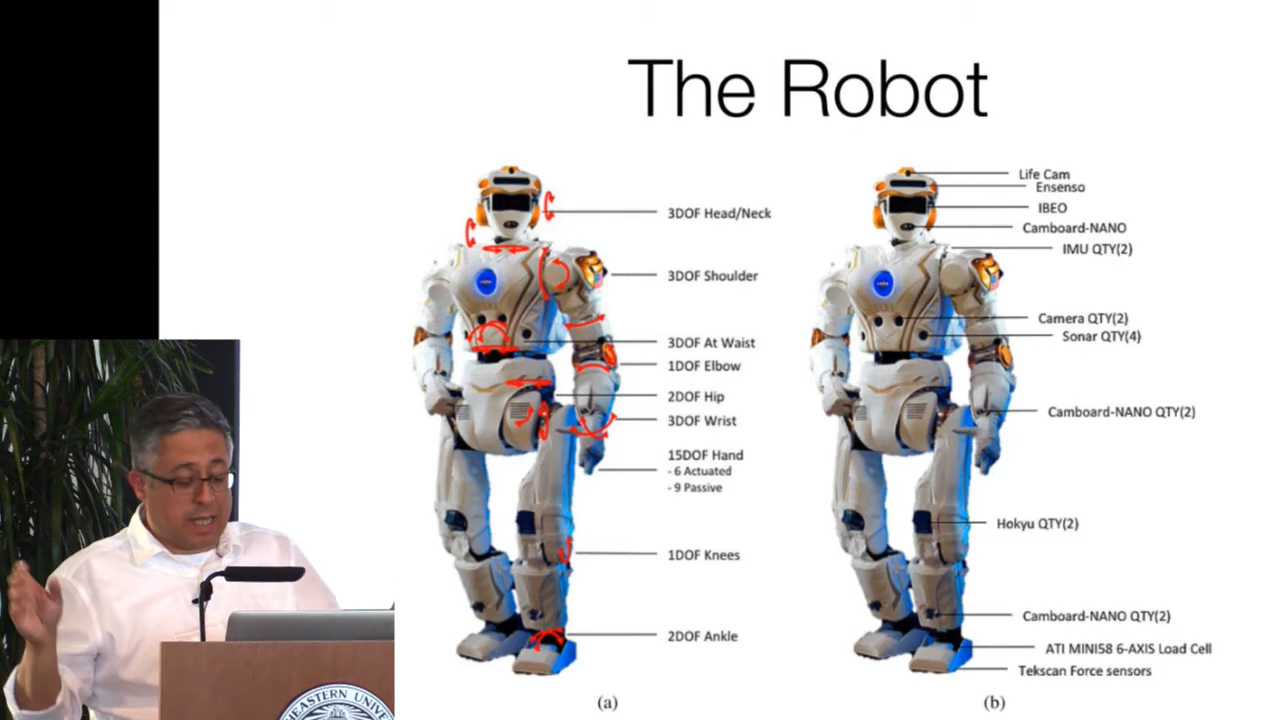 The Robot
3DOF Head/Neck
3DOF Shoulder
3DOF At Waist
1DOF Elbow
2DOF Hip
3DOF Wrist
15DOF Hand
- 6 Actuated
- 9 Passive
1DOF Knees
2DOF Ankle
(a)
Life Cam
Ensenso
IBEO
Camboard-NANO
IMU QTY(2)
Camera QTY(2)
Sonar QTY(4)
Camboard-NANO QTY(2)
Hokyu QTY(2)
Camboard-NANO QTY(2)
ATI MINI58 6-AXIS Load Cell
Tekscan Force sensors
(b)
EASTERN UNIVE